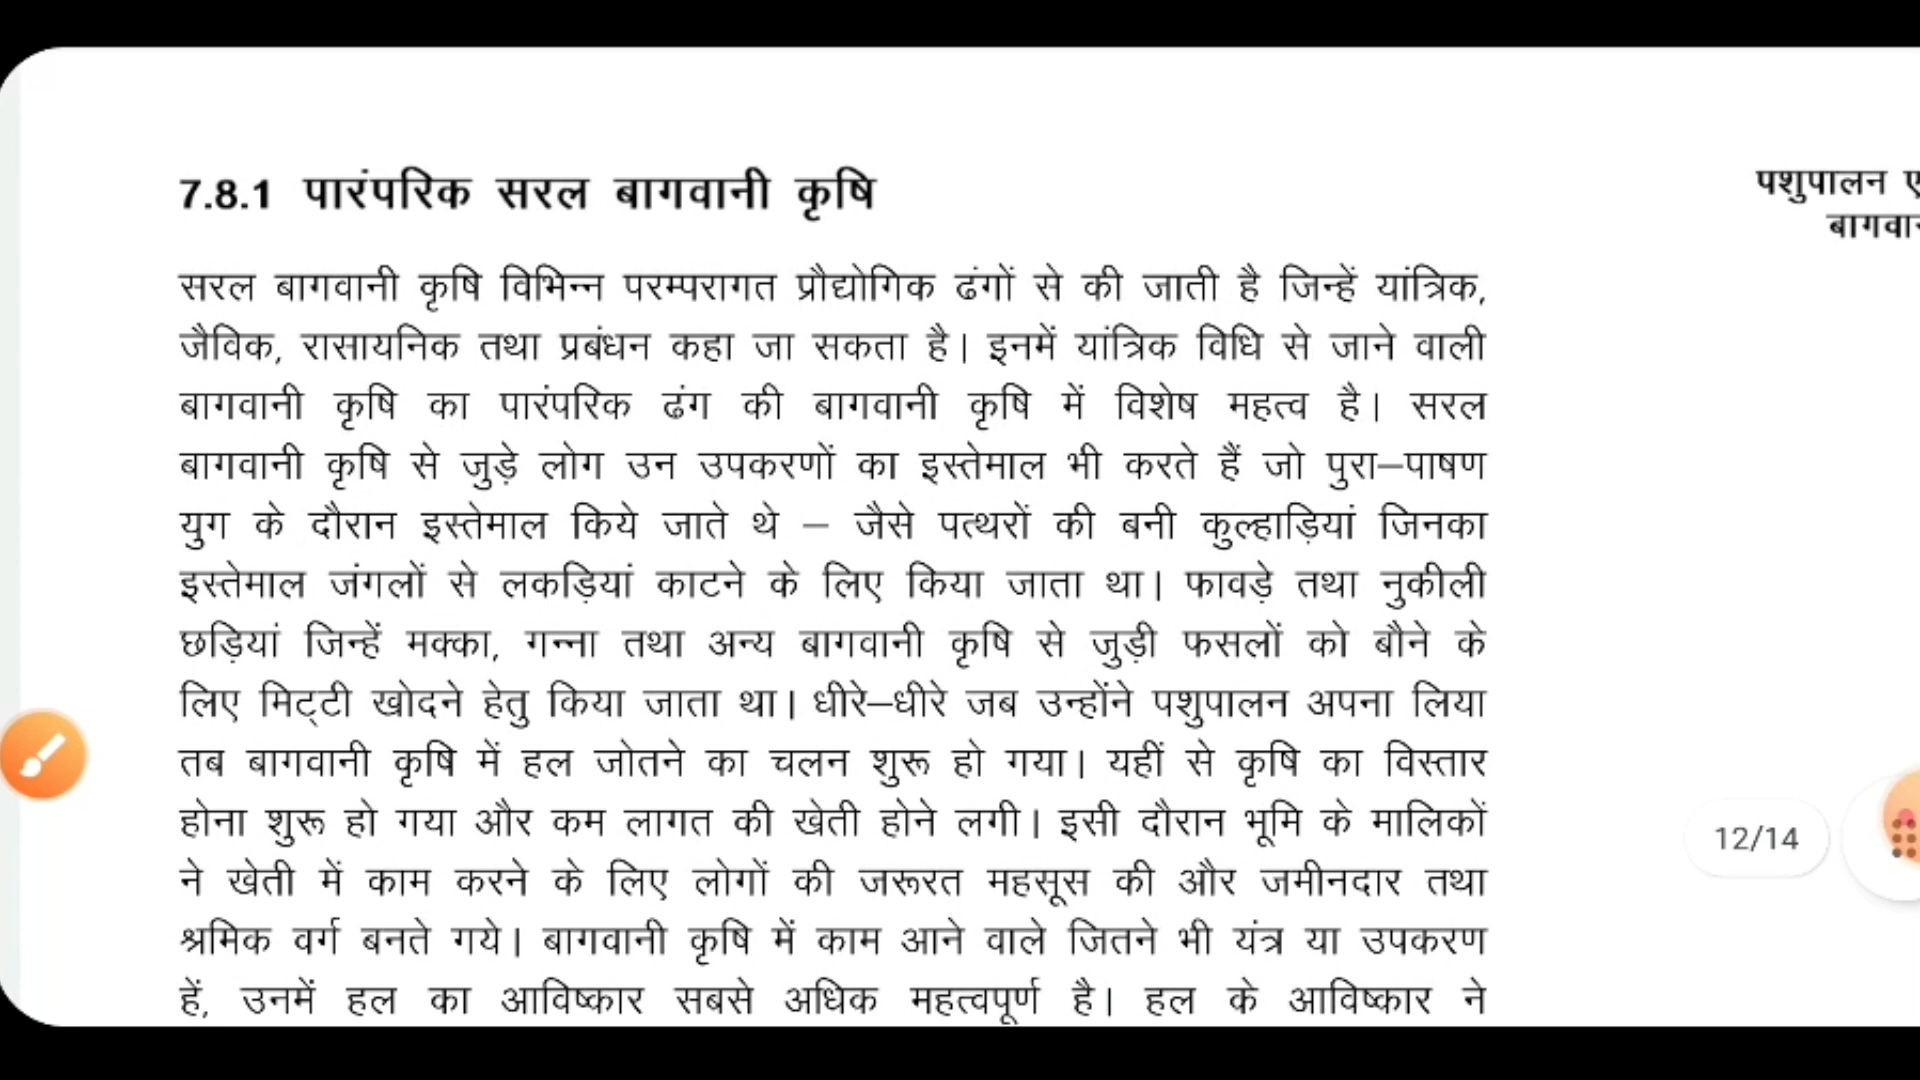 7.8.1 पारंपरिक सरल बागवानी कृषि
पशुपालन
सरल बागवानी कृषि विभिन्न परम्परागत प्रौद्योगिक ढंगों से की जाती है जिन्हें यांत्रिक,
जैविक, रासायनिक तथा प्रबंधन कहा जा सकता है। इनमें यांत्रिक विधि से जाने वाली
बागवानी कृषि का पारंपरिक ढंग की बागवानी कृषि में विशेष महत्व है। सरल
बागवानी कृषि से जुड़े लोग उन उपकरणों का इस्तेमाल भी करते हैं जो पुरा–पाषण
युग के दौरान इस्तेमाल किये जाते थे – जैसे पत्थरों की बनी कुल्हाड़ियां जिनका
इस्तेमाल जंगलों से लकड़ियां काटने के लिए किया जाता था। फावड़े तथा नुकीली
छड़ियां जिन्हें मक्का, गन्ना तथा अन्य बागवानी कृषि से जुड़ी फसलों को बौने के
लिए मिट्टी खोदने हेतु किया जाता था। धीरे–धीरे जब उन्होंने पशुपालन अपना लिया
तब बागवानी कृषि में हल जोतने का चलन शुरू हो गया। यहीं से कृषि का विस्तार
होना शुरू हो गया और कम लागत की खेती होने लगी। इसी दौरान भूमि के मालिकों
ने खेती में काम करने के लिए लोगों की जरूरत महसूस की और जमीनदार तथा
श्रमिक वर्ग बनते गये। बागवानी कृषि में काम आने वाले जितने भी यंत्र या उपकरण
हें, उनमें हल का आविष्कार सबसे अधिक महत्वपूर्ण है। हल के आविष्कार ने
12/14